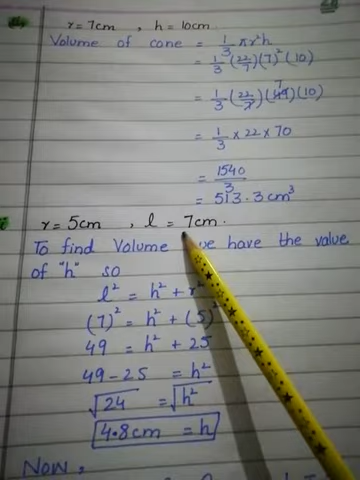 r = 7cm , h = 10cm
Volume of cone = 1/3 πr²h
= 1/3 (22/7) (7)² (10)
= 1/3 (22/7) (49) (10) 7
= 1/3 × 22 × 70
= 1540/3
= 513.3 cm³
r = 5cm , l = 7cm.
To find Volume we have the value
of "h" so
l² = h² + r²
(7)² = h² + (5)²
49 = h² + 25
49 - 25 = h²
√24 = √h²
4.8cm = h
Now,